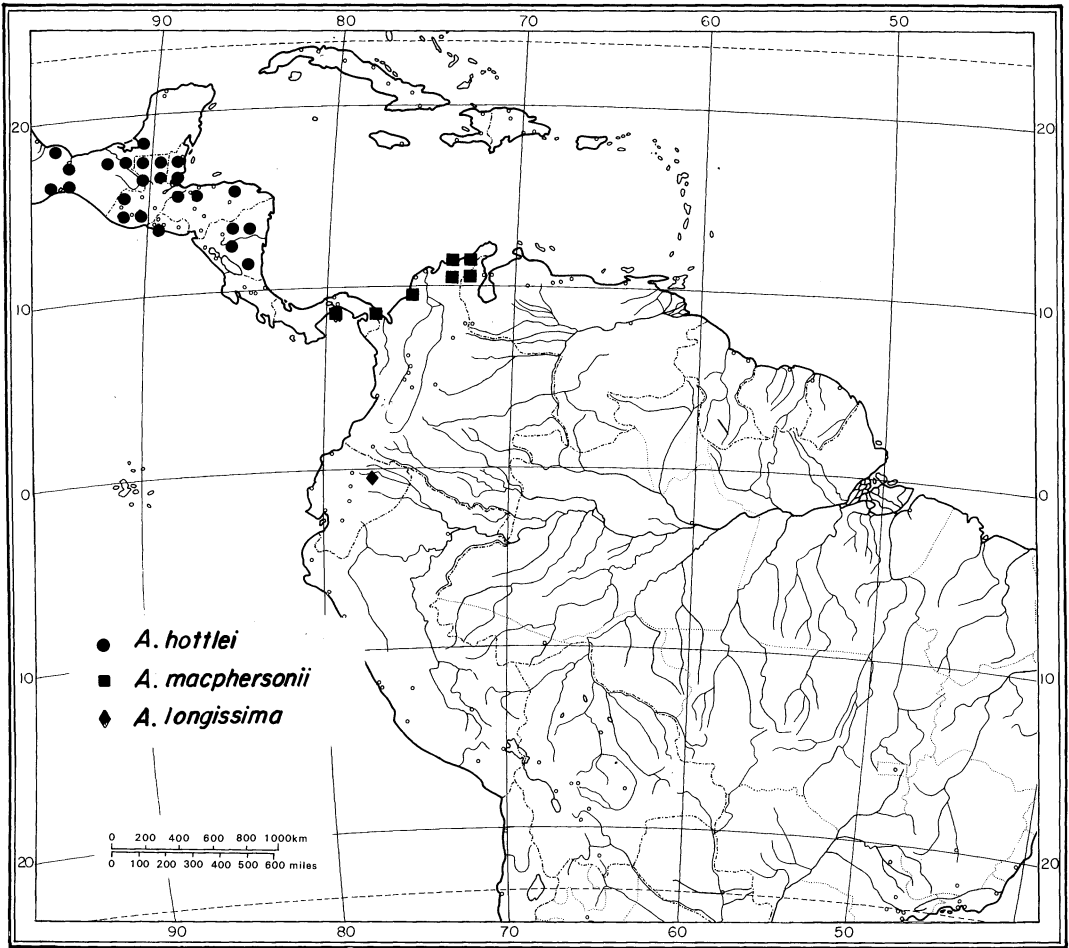 90 80 70 60 50
20 20
10 10
0 0
A. hottlei
A. macphersonii
A. longissima
10 10
0 200 400 600 800 1000km
0 100 200 300 400 500 600 miles
20 20
90 80 70 60 50